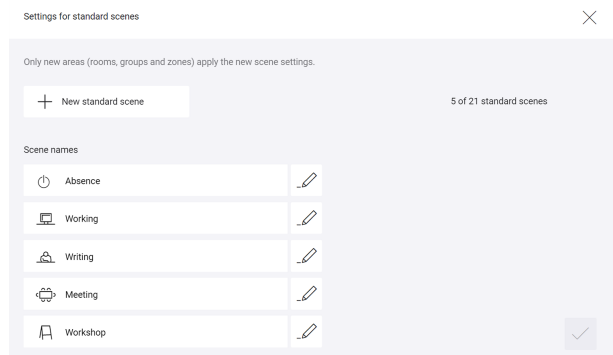 Settings for standard scenes
Only new areas (rooms, groups and zones) apply the new scene settings.
New standard scene
5 of 21 standard scenes
Scene names
Absence
Working
Writing
Meeting
Workshop